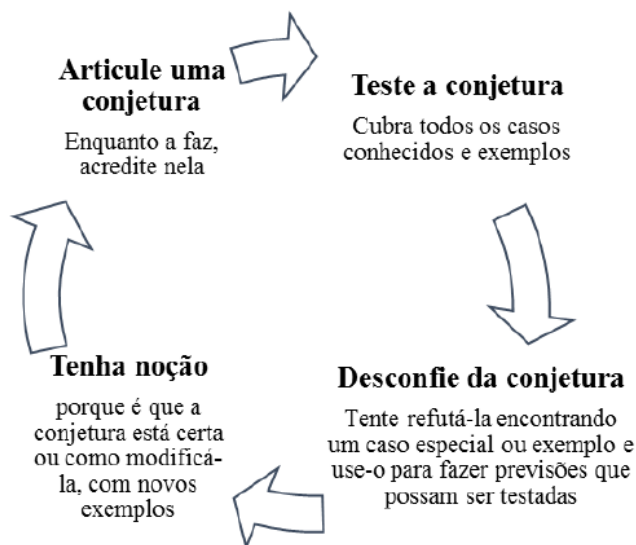 Articule uma
conjetura
Enquanto a faz,
acredite nela
Teste a conjetura
Cubra todos os casos
conhecidos e exemplos
Desconfie da conjetura
Tente refutá-la encontrando
um caso especial ou exemplo e
use-o para fazer previsões que
possam ser testadas
Tenha noção
porque é que a
conjetura está certa
ou como modificá-
la, com novos
exemplos